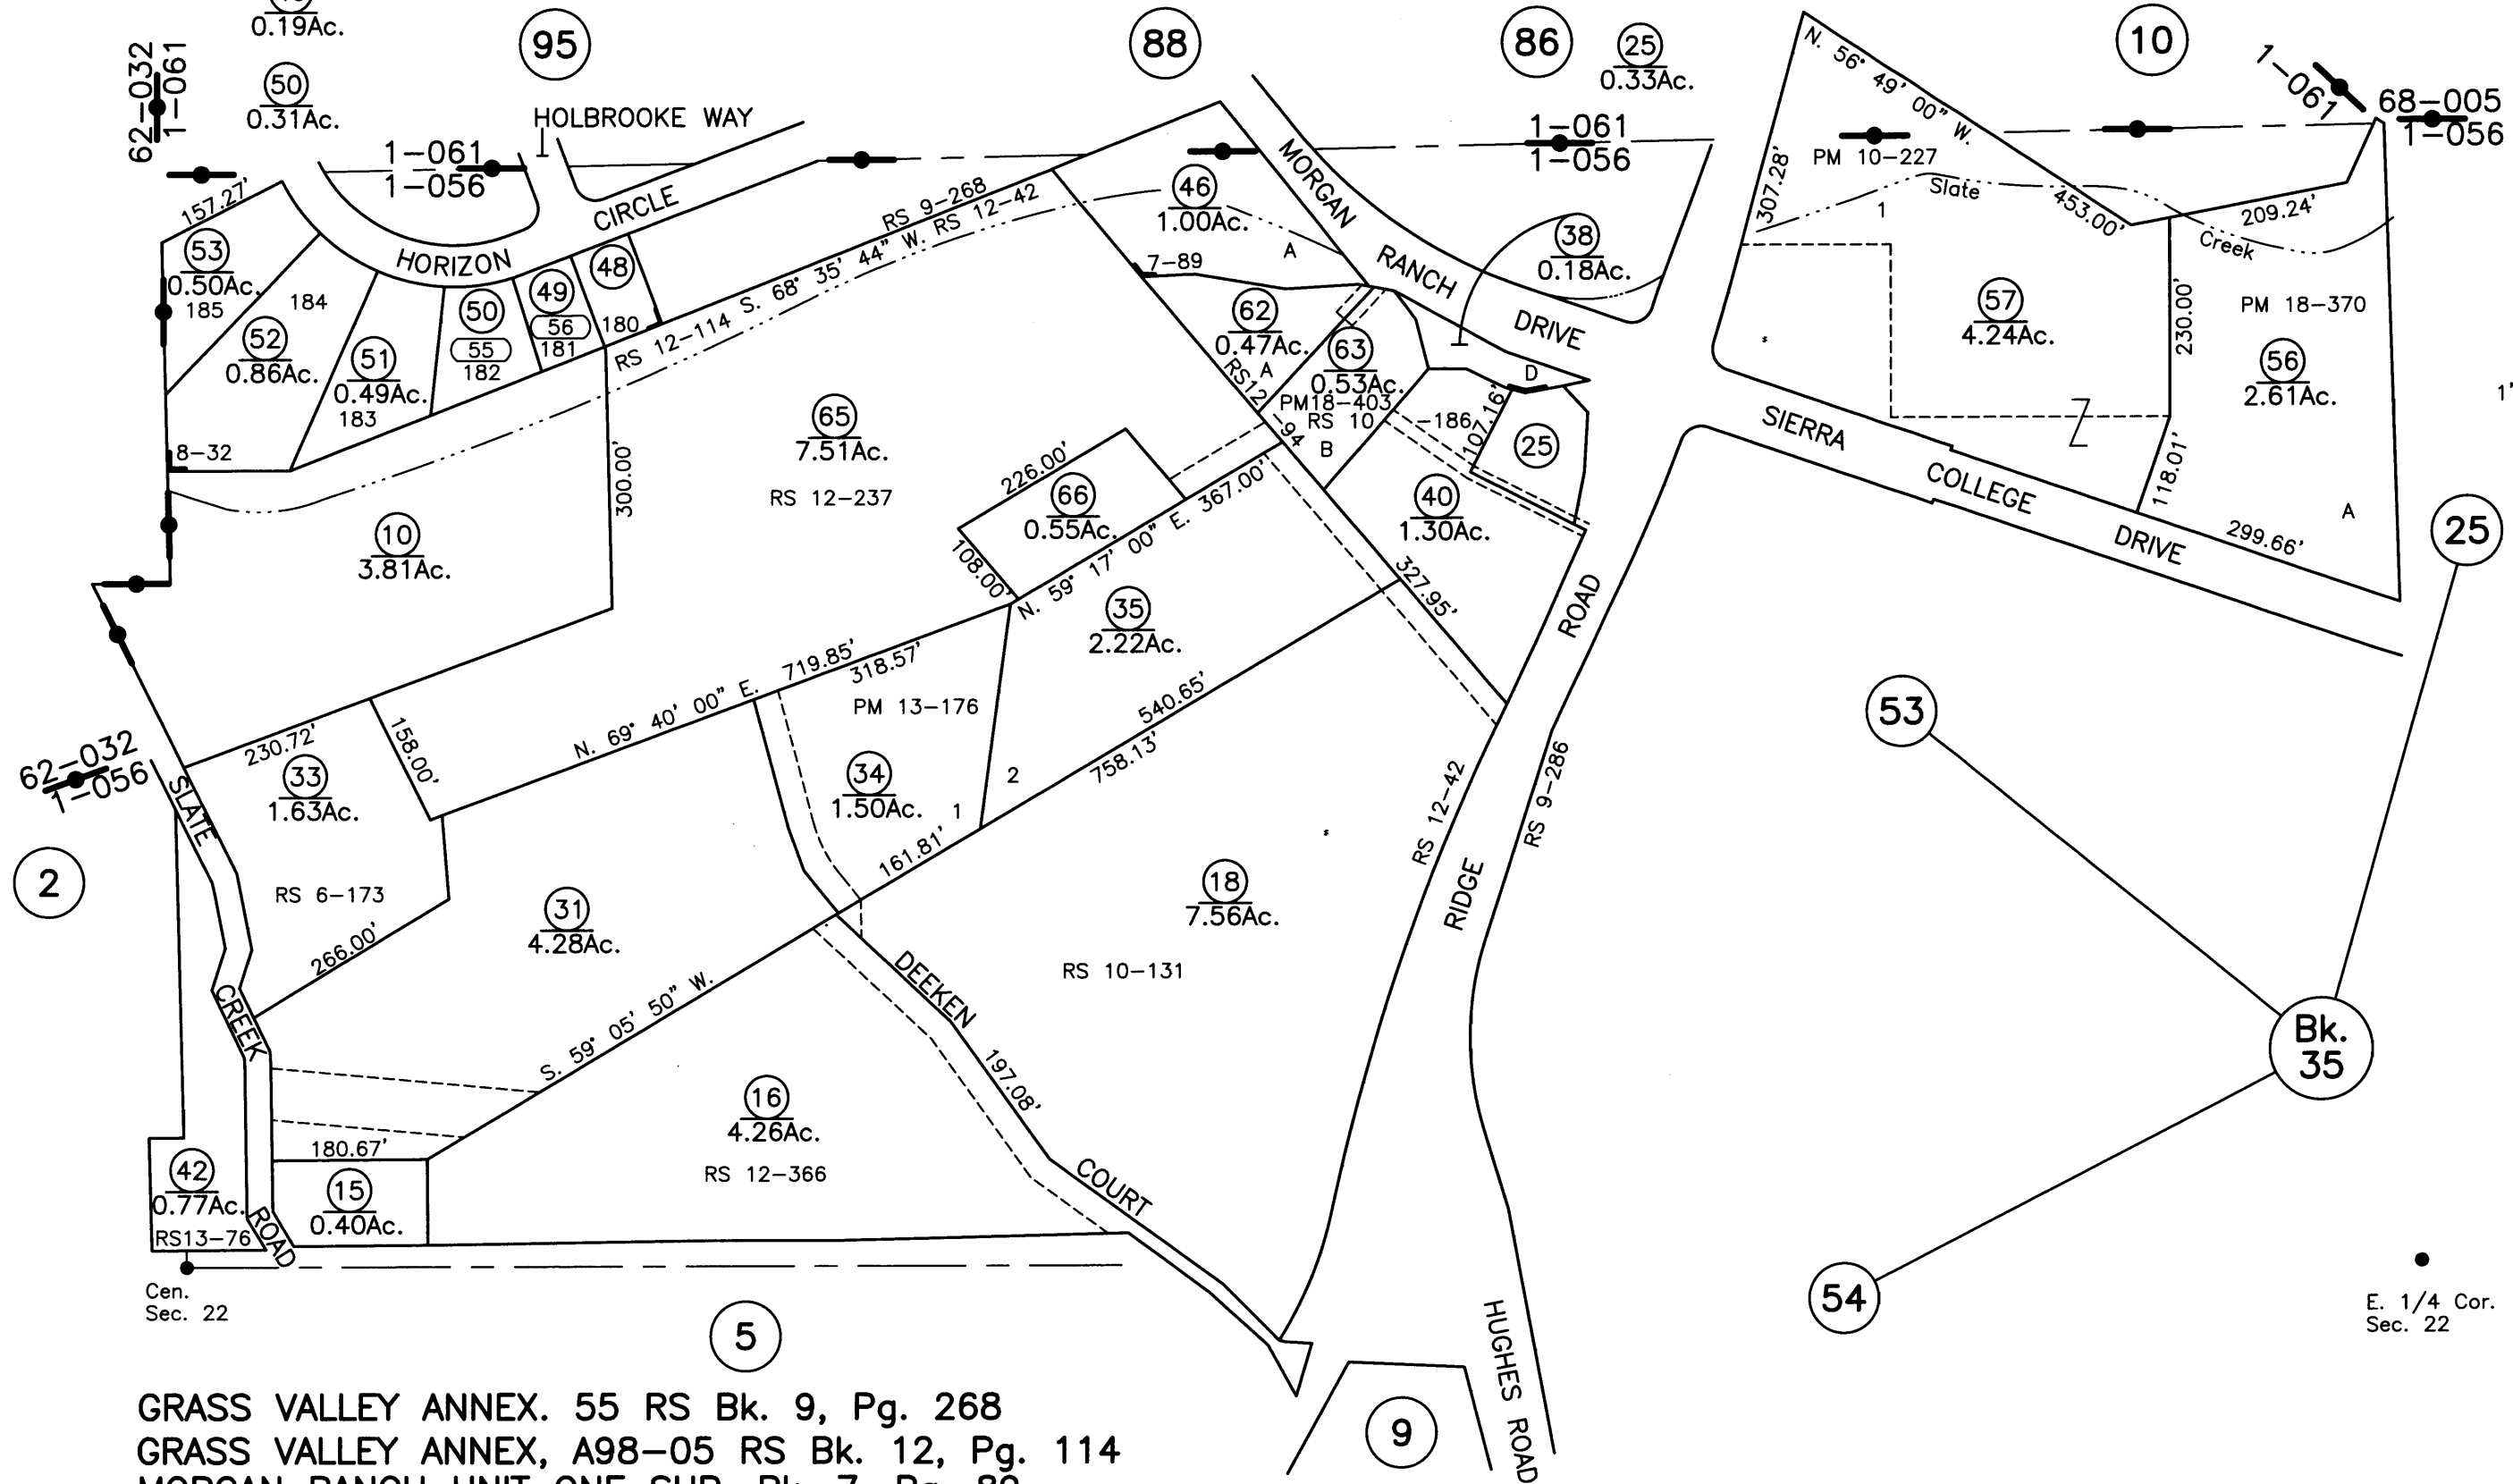 0.19Ac.
95
88
86
25
0.33Ac.
10
62-032
1-061
50
0.31Ac.
HOLBROOKE WAY
1-061
1-056
1-061
1-056
1-061
68-005
1-056
N. 56° 49' 00" W.
453.00'
PM 10-227
307.28'
Slate
Creek
1
209.24'
157.27'
53
0.50Ac.
185
HORIZON
CIRCLE
RS 9-268
S. 68° 35' 44" W.
RS 12-42
RS 12-114
46
1.00Ac.
A
7-89
MORGAN
RANCH
DRIVE
38
0.18Ac.
184
52
0.86Ac.
51
0.49Ac.
183
50
55
182
49
56
181
48
180
62
0.47Ac.
A
63
0.53Ac.
PM18-403
RS 10
-186
B
RS12
-94
D
107.16'
25
57
4.24Ac.
230.00'
PM 18-370
56
2.61Ac.
1'
118.01'
A
299.66'
SIERRA
COLLEGE
DRIVE
25
8-32
10
3.81Ac.
300.00'
65
7.51Ac.
RS 12-237
226.00'
66
0.55Ac.
108.00'
N. 59° 17' 00" E.
367.00'
40
1.30Ac.
327.95'
35
2.22Ac.
ROAD
53
62-032
1-056
230.72'
33
1.63Ac.
158.00'
N. 69° 40' 00" E.
719.85'
318.57'
PM 13-176
34
1.50Ac.
1
2
161.81'
540.65'
758.13'
RS 12-42
RS 9-286
RIDGE
SLATE
CREEK
ROAD
2
RS 6-173
266.00'
31
4.28Ac.
18
7.56Ac.
RS 10-131
DEEKEN
COURT
197.08'
S. 59° 05' 50" W.
Bk.
35
16
4.26Ac.
RS 12-366
180.67'
15
0.40Ac.
42
0.77Ac.
RS13-76
Cen.
Sec. 22
54
E. 1/4 Cor.
Sec. 22
5
9
HUGHES ROAD
GRASS VALLEY ANNEX. 55 RS Bk. 9, Pg. 268
GRASS VALLEY ANNEX, A98-05 RS Bk. 12, Pg. 114
MORGAN RANCH UNIT ONE SUB. Bk. 7, Pg. 89